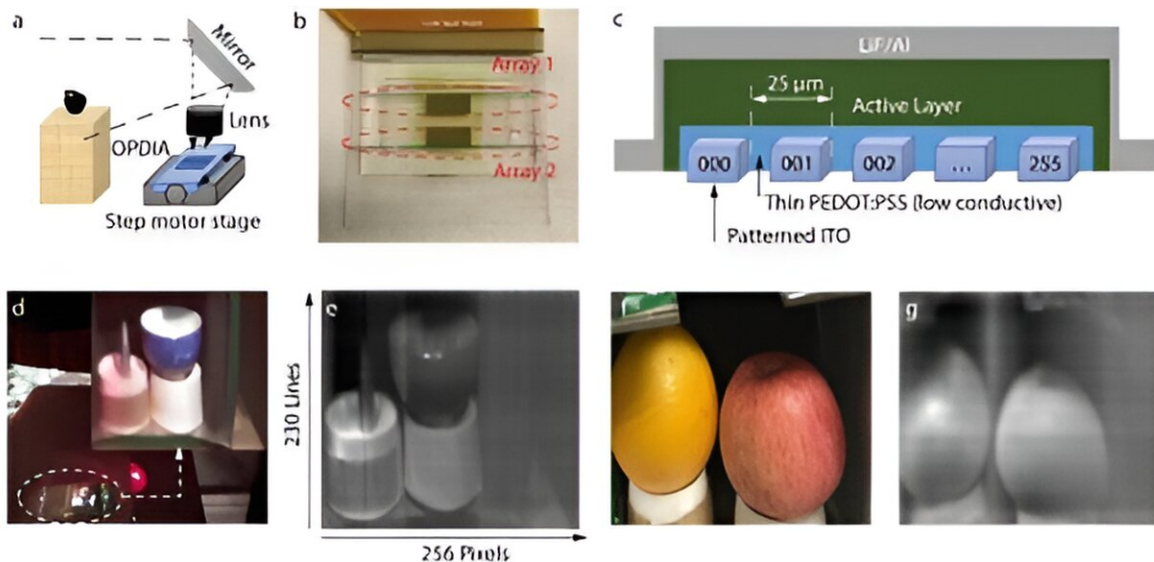 a
Mirror
Lens
OPDIA
Step motor stage
b
Array 1
Array 2
c
LiF/Al
25 µm
Active Layer
000
001
002
...
255
Thin PEDOT:PSS (low conductive)
Patterned ITO
d
e
230 Lines
256 Pixels
g